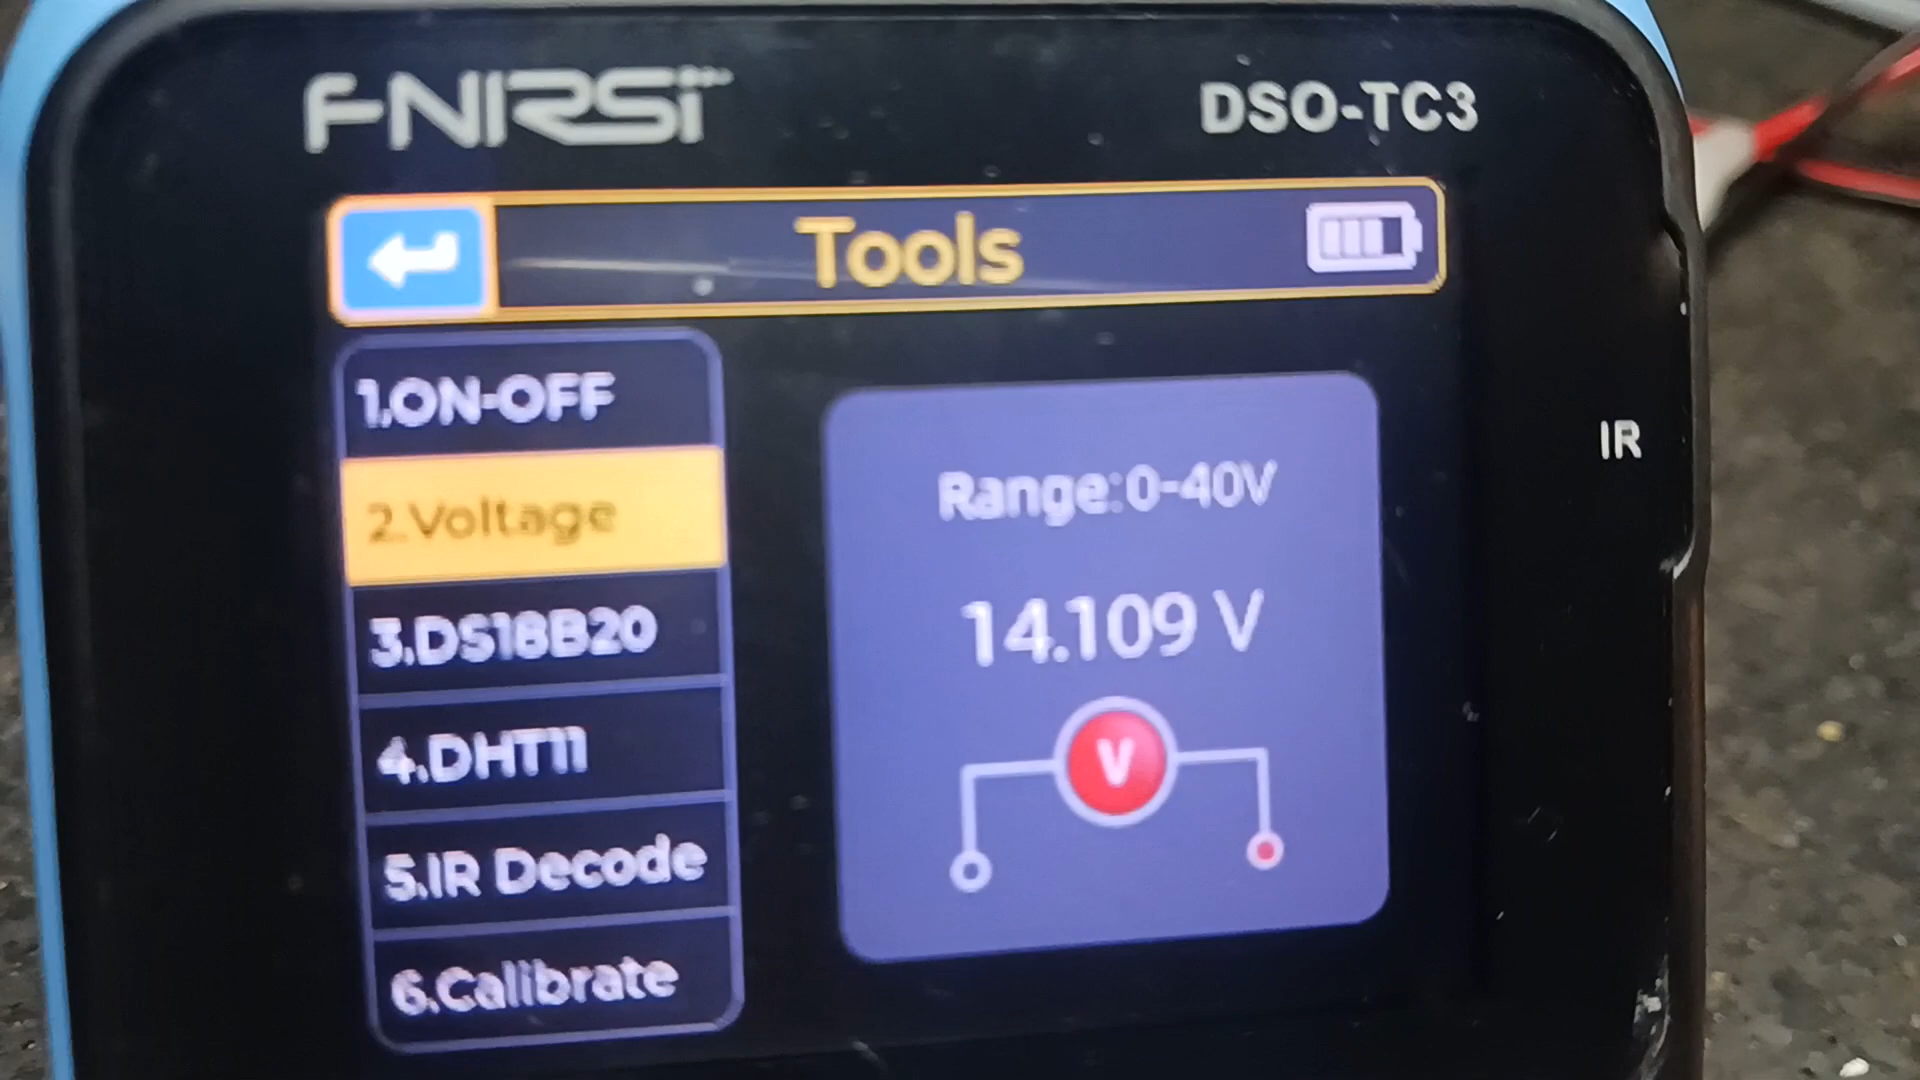 FNIRSI
DSO-TC3
Tools
1.ON-OFF
2.Voltage
3.DS18B20
4.DHT11
5.IR Decode
6.Calibrate
Range:0-40V
14.109 V
V
IR